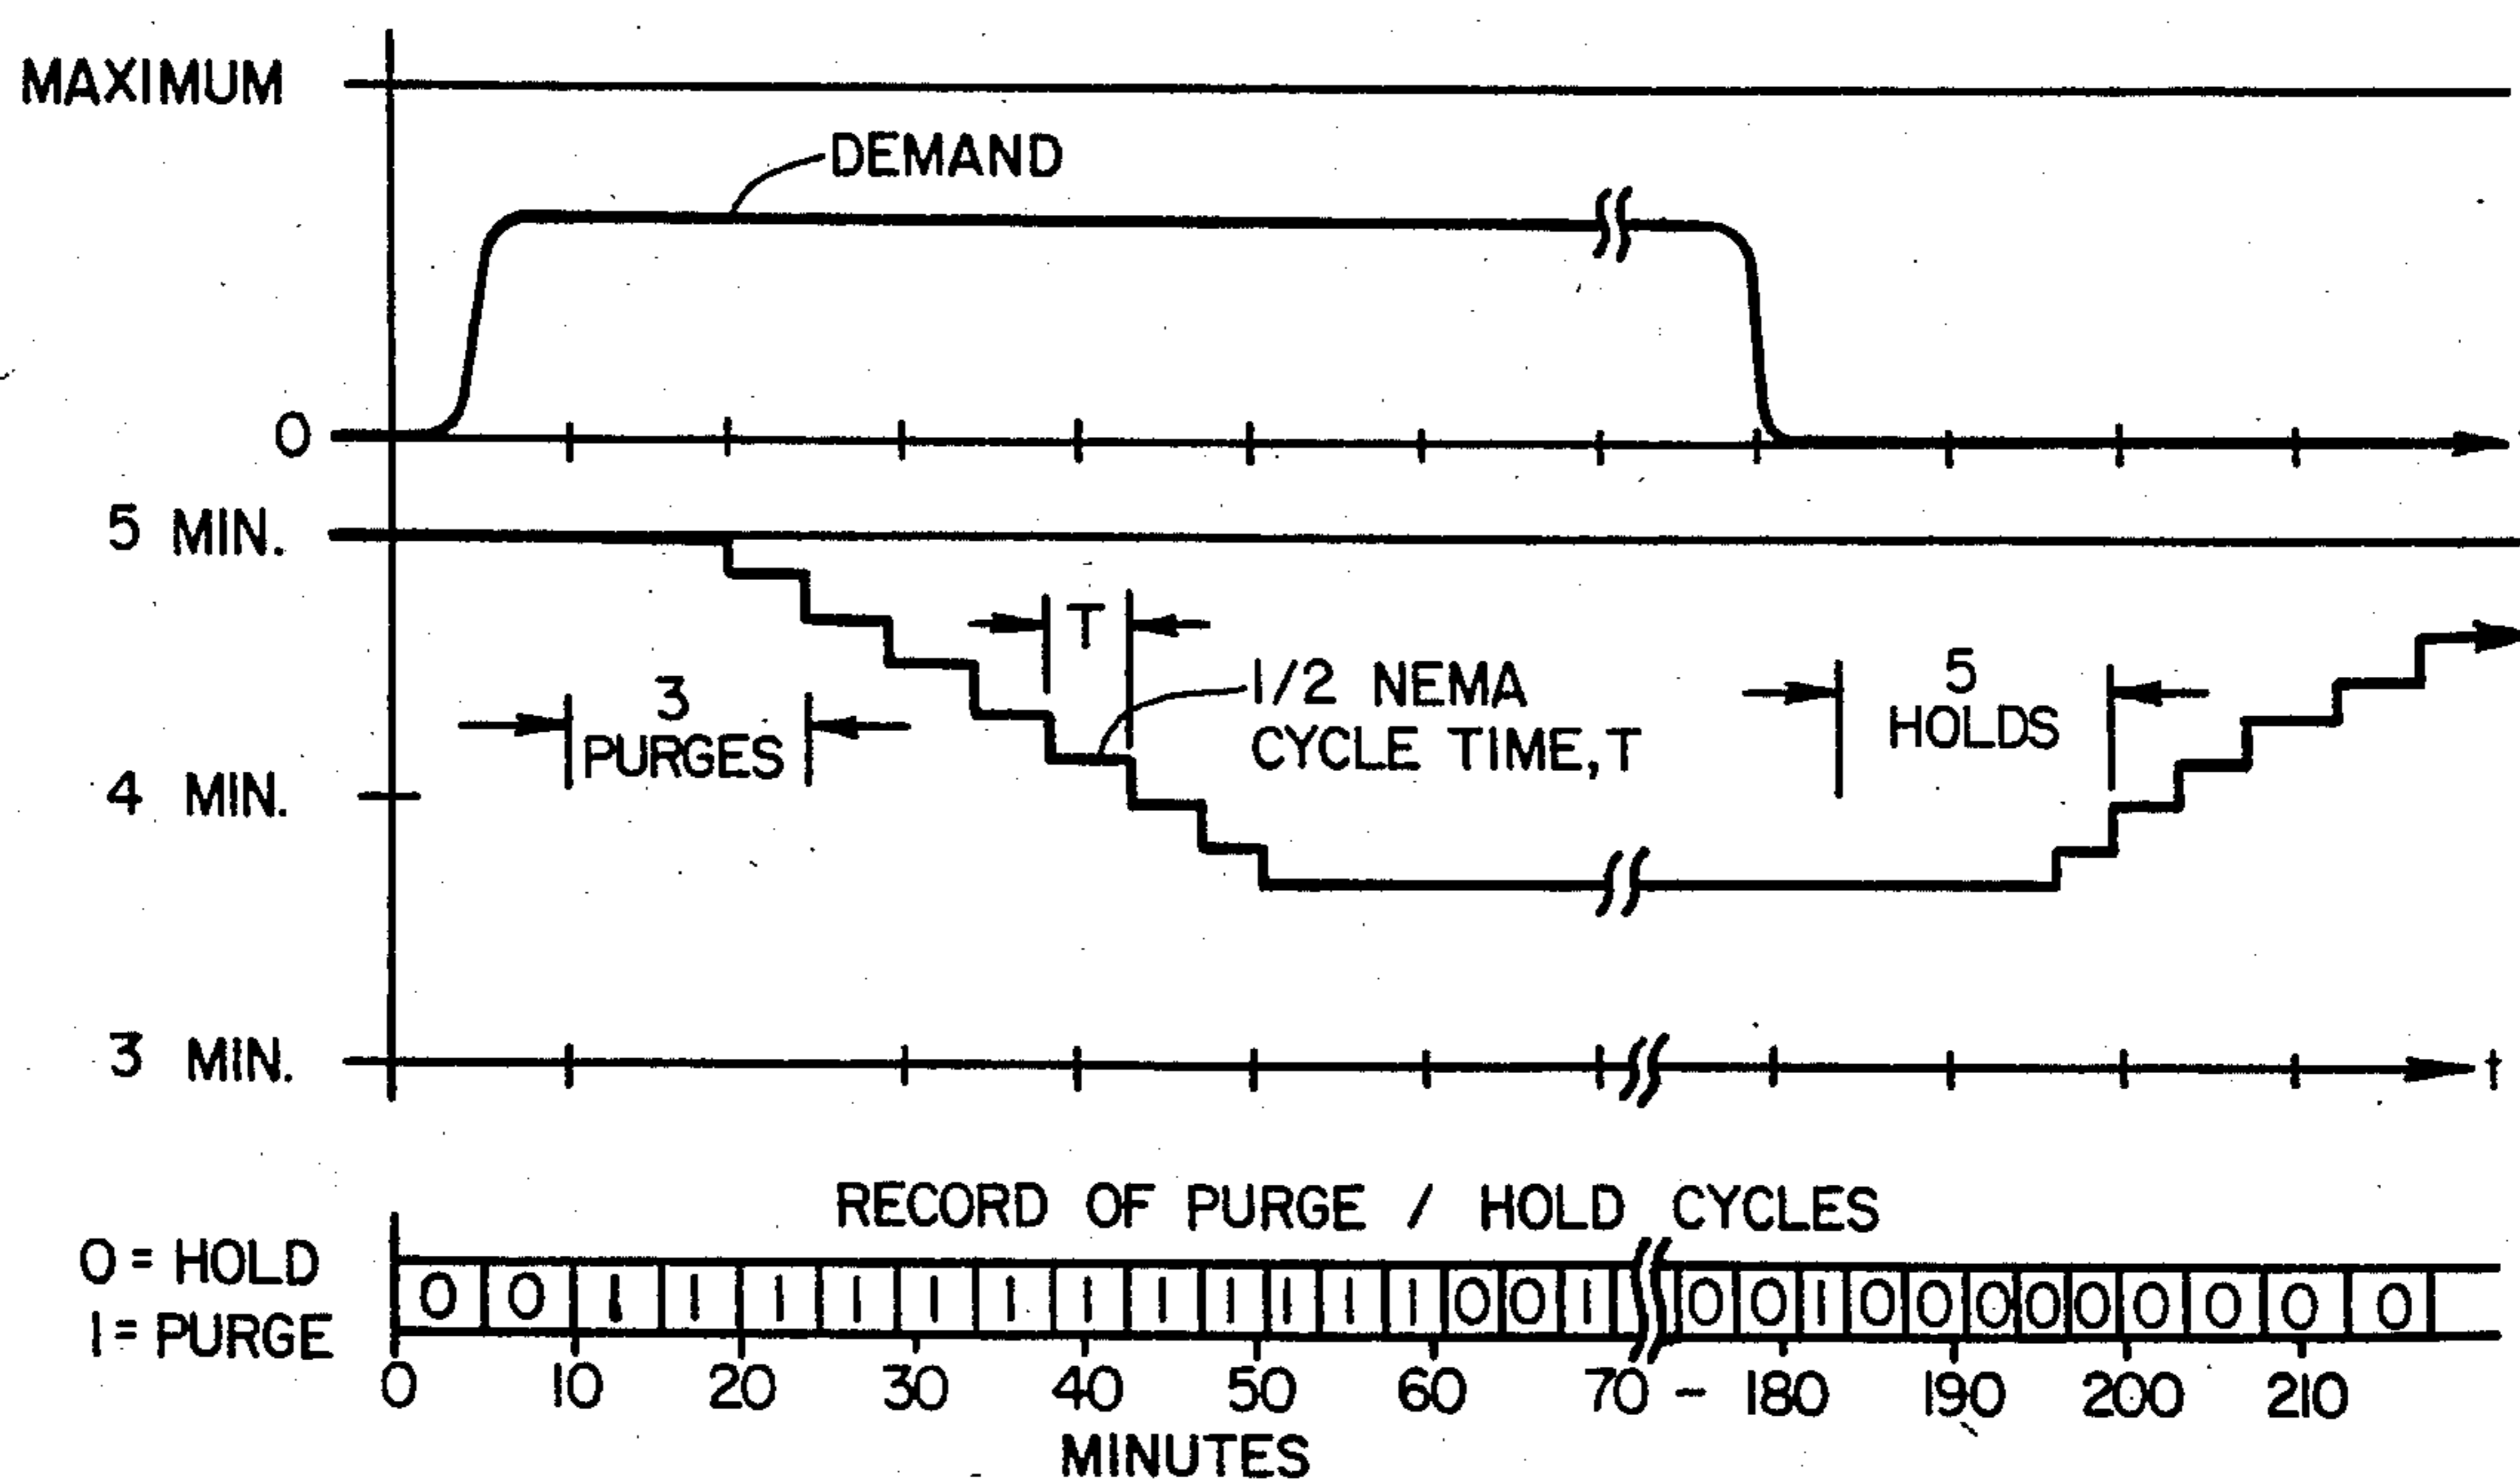 MAXIMUM
DEMAND
0
5 MIN.
T
3
PURGES
1/2 NEMA
CYCLE TIME, T
5
HOLDS
4 MIN.
3 MIN.
t
RECORD OF PURGE / HOLD CYCLES
0 = HOLD
1 = PURGE
0 0 1 1 1 1 1 1 1 1 1 1 1 1 0 0 1 0 0 1 0 0 0 0 0 0 0 0 0
0 10 20 30 40 50 60 70 - 180 190 200 210
MINUTES